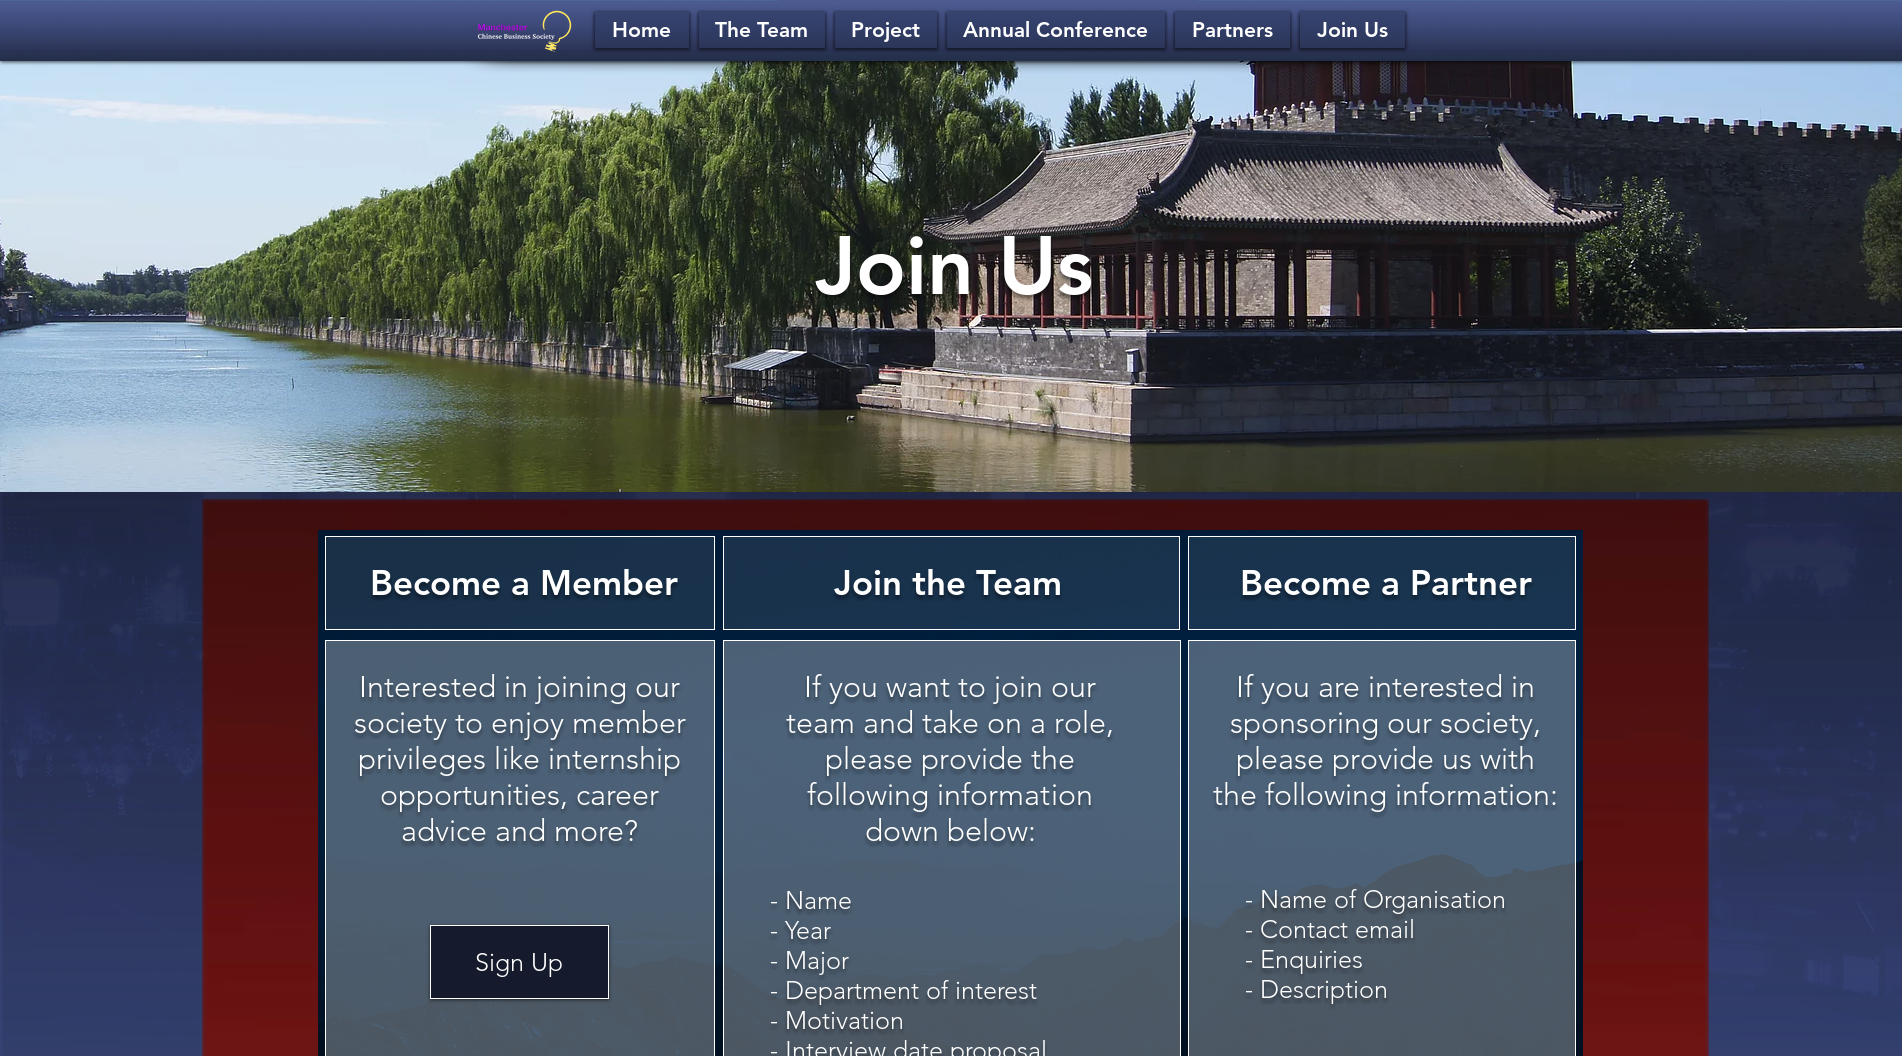 Manchester
Chinese Business Society
Home
The Team
Project
Annual Conference
Partners
Join Us
Join Us
Become a Member
Interested in joining our
society to enjoy member
privileges like internship
opportunities, career
advice and more?
Sign Up
Join the Team
If you want to join our
team and take on a role,
please provide the
following information
down below:
- Name
- Year
- Major
- Department of interest
- Motivation
- Interview date proposal
Become a Partner
If you are interested in
sponsoring our society,
please provide us with
the following information:
- Name of Organisation
- Contact email
- Enquiries
- Description